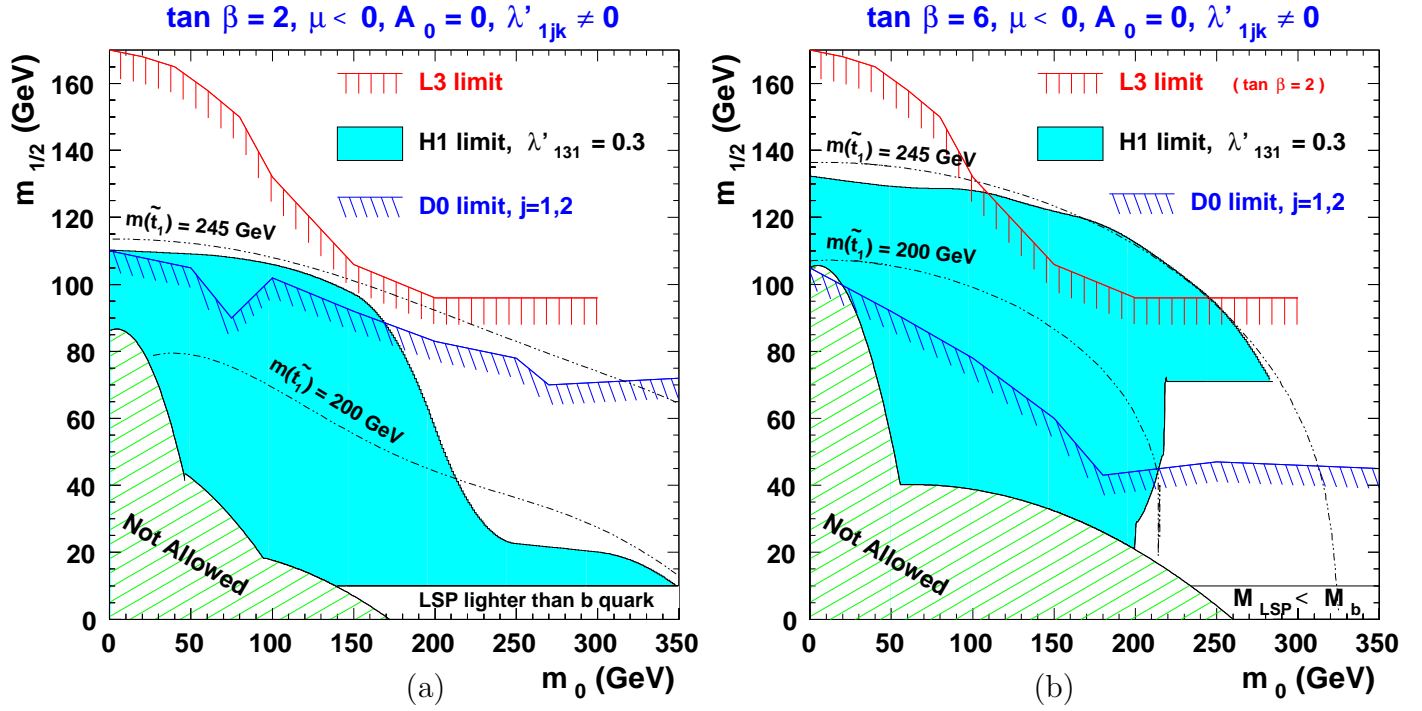 tan β = 2, μ < 0, A0 = 0, λ'1jk ≠ 0
m 1/2 (GeV)
160
140
120
100
80
60
40
20
0
L3 limit
H1 limit, λ'131 = 0.3
D0 limit, j=1,2
m(t̃1) = 245 GeV
m(t̃1) = 200 GeV
Not Allowed
LSP lighter than b quark
0 50 100 150 200 250 300 350
m 0 (GeV)
(a)
tan β = 6, μ < 0, A0 = 0, λ'1jk ≠ 0
m 1/2 (GeV)
160
140
120
100
80
60
40
20
0
L3 limit ( tan β = 2 )
H1 limit, λ'131 = 0.3
D0 limit, j=1,2
m(t̃1) = 245 GeV
m(t̃1) = 200 GeV
Not Allowed
M LSP < M b
0 50 100 150 200 250 300 350
m 0 (GeV)
(b)